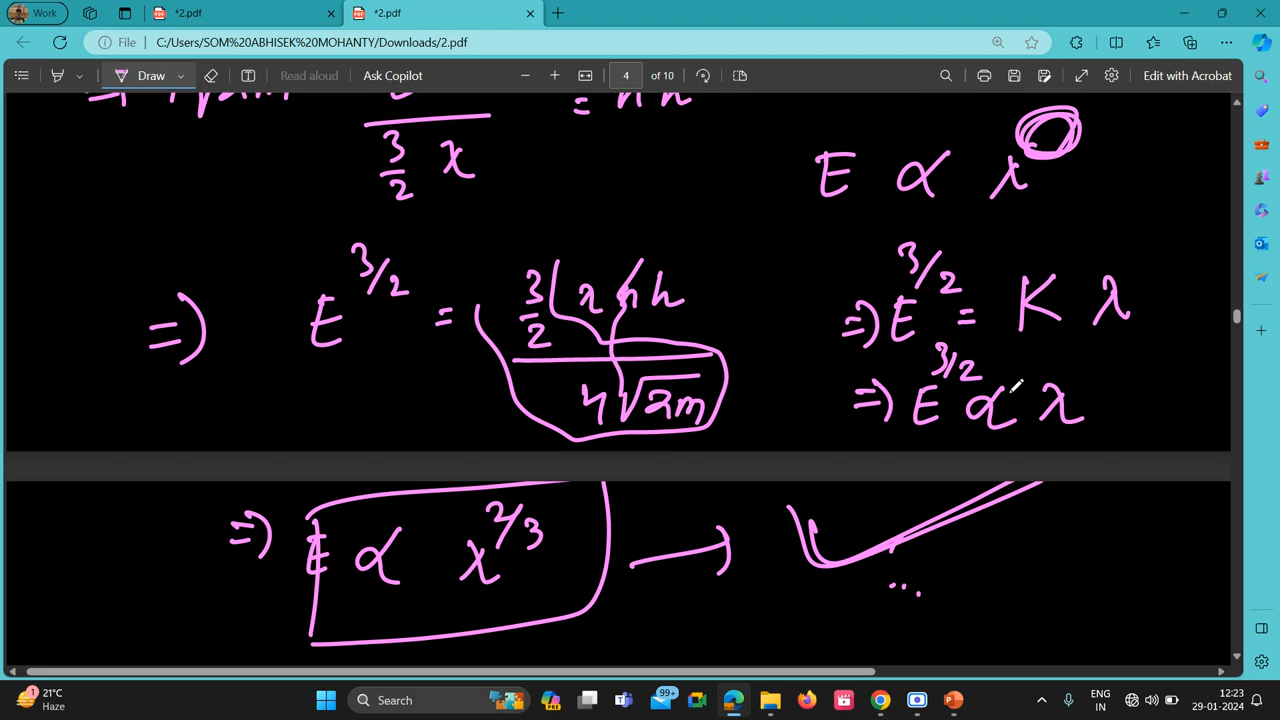 Work
*2.pdf
*2.pdf
File C:/Users/SOM%20ABHISEK%20MOHANTY/Downloads/2.pdf
Draw Read aloud Ask Copilot 4 of 10 Edit with Acrobat
3/2 x
E ∝ λ
=) E^3/2 = 3/2 λ n h / 4 √2m
=) E^3/2 = K λ
=) E^3/2 ∝ λ
=) E ∝ λ^2/3
21°C
Haze
Search
99+
ENG
IN
12:23
29-01-2024